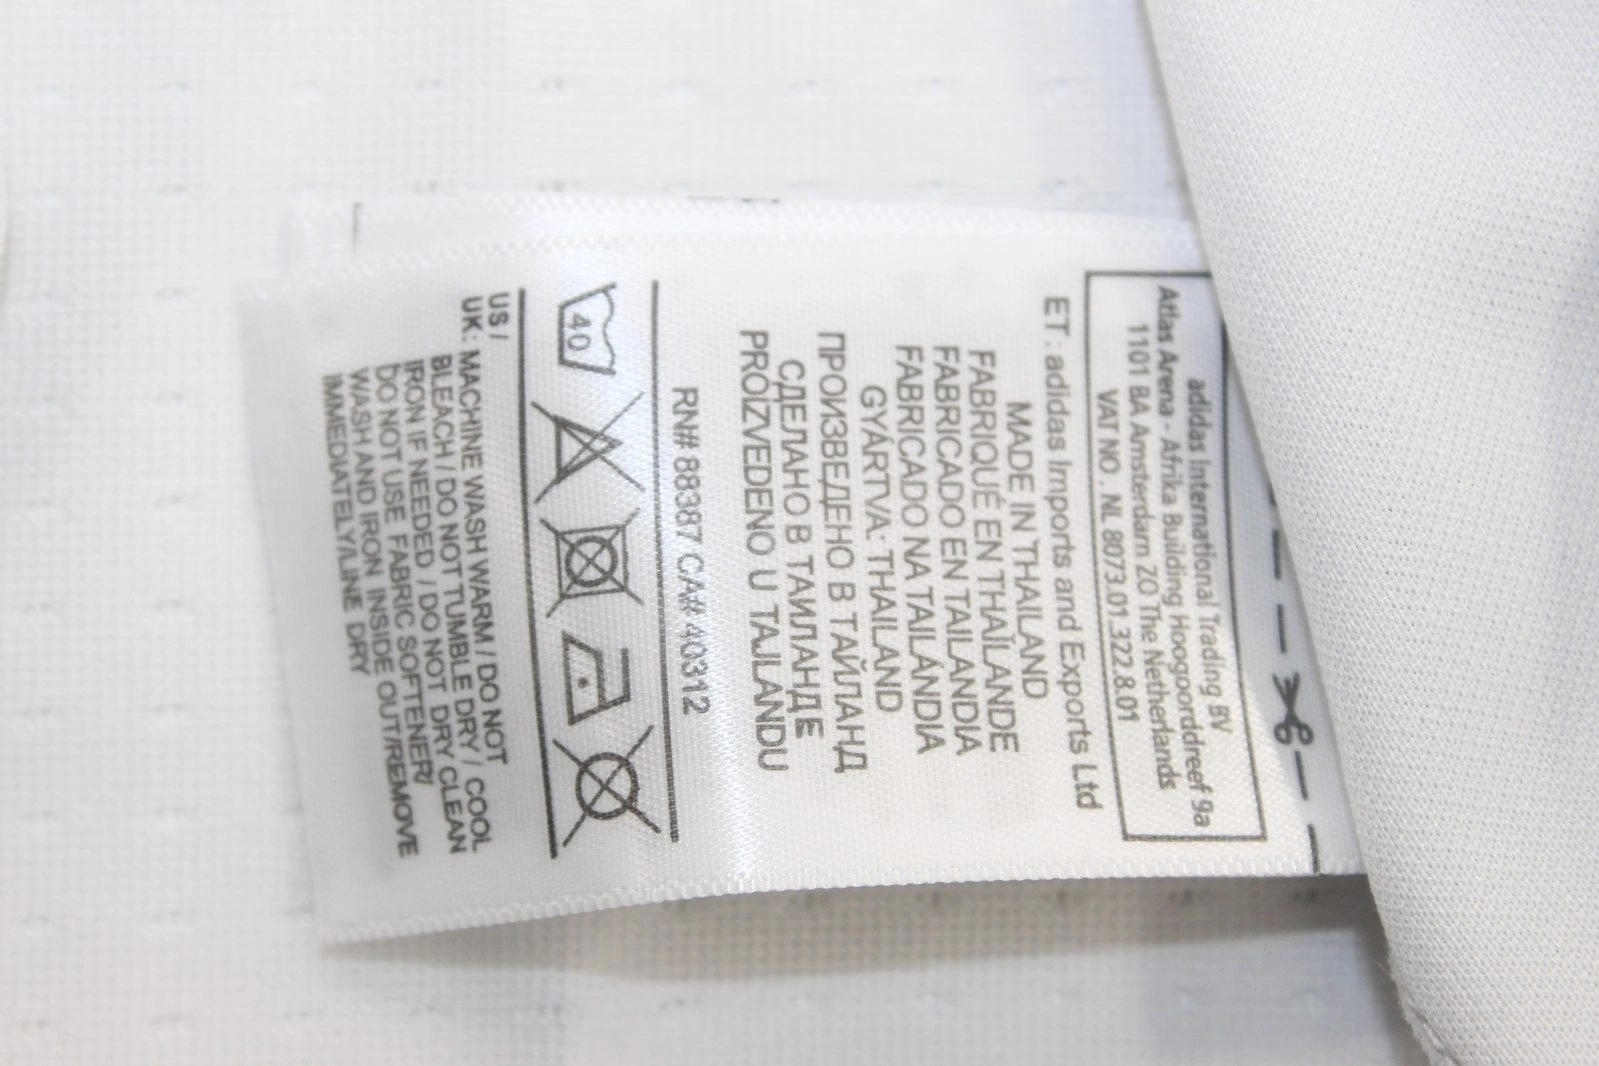 adidas International Trading BV
Atlas Arena - Afrika Building Hoogoorddreef 9a
1101 BA Amsterdam ZO The Netherlands
VAT NO . NL 8073.01.322.8.01
ET : adidas Imports and Exports Ltd
MADE IN THAILAND
FABRIQUÉ EN THAÏLANDE
FABRICADO EN TAILANDIA
FABRICADO NA TAILÂNDIA
GYÁRTVA: THAILAND
ПРОИЗВЕДЕНО В ТАЙЛАНД
СДЕЛАНО В ТАИЛАНДЕ
PROIZVEDENO U TAJLANDU
RN# 88387 CA# 40312
40
US /
UK : MACHINE WASH WARM / DO NOT
BLEACH / DO NOT TUMBLE DRY / COOL
IRON IF NEEDED / DO NOT DRY CLEAN
DO NOT USE FABRIC SOFTENER/
WASH AND IRON INSIDE OUT/REMOVE
IMMEDIATELY/LINE DRY